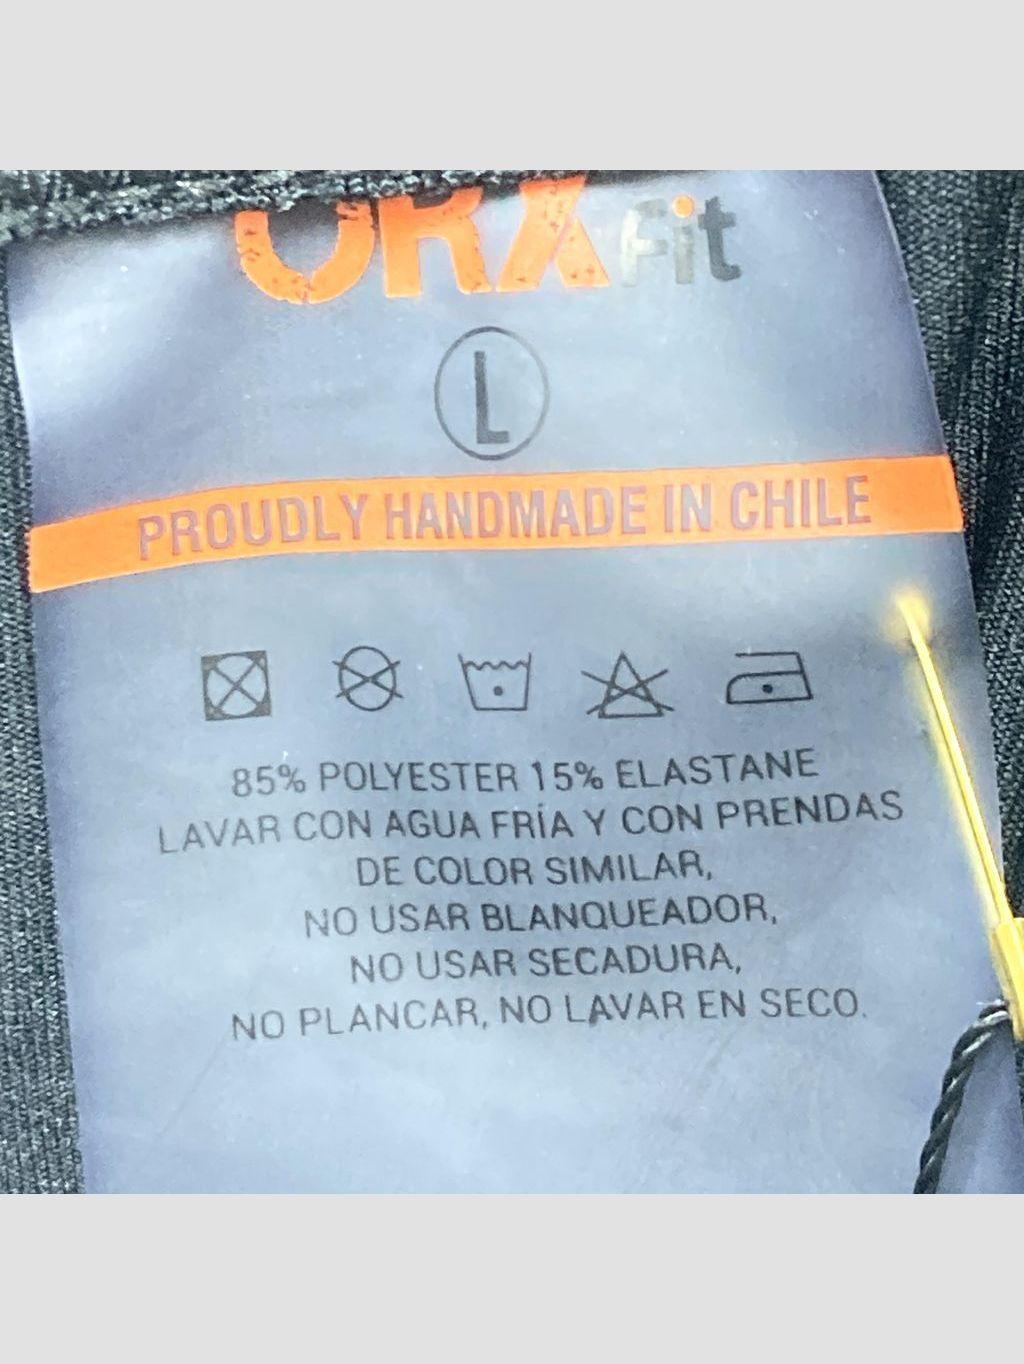 ORX Fit
L
PROUDLY HANDMADE IN CHILE
85% POLYESTER 15% ELASTANE
LAVAR CON AGUA FRÍA Y CON PRENDAS
DE COLOR SIMILAR,
NO USAR BLANQUEADOR,
NO USAR SECADURA,
NO PLANCAR, NO LAVAR EN SECO.